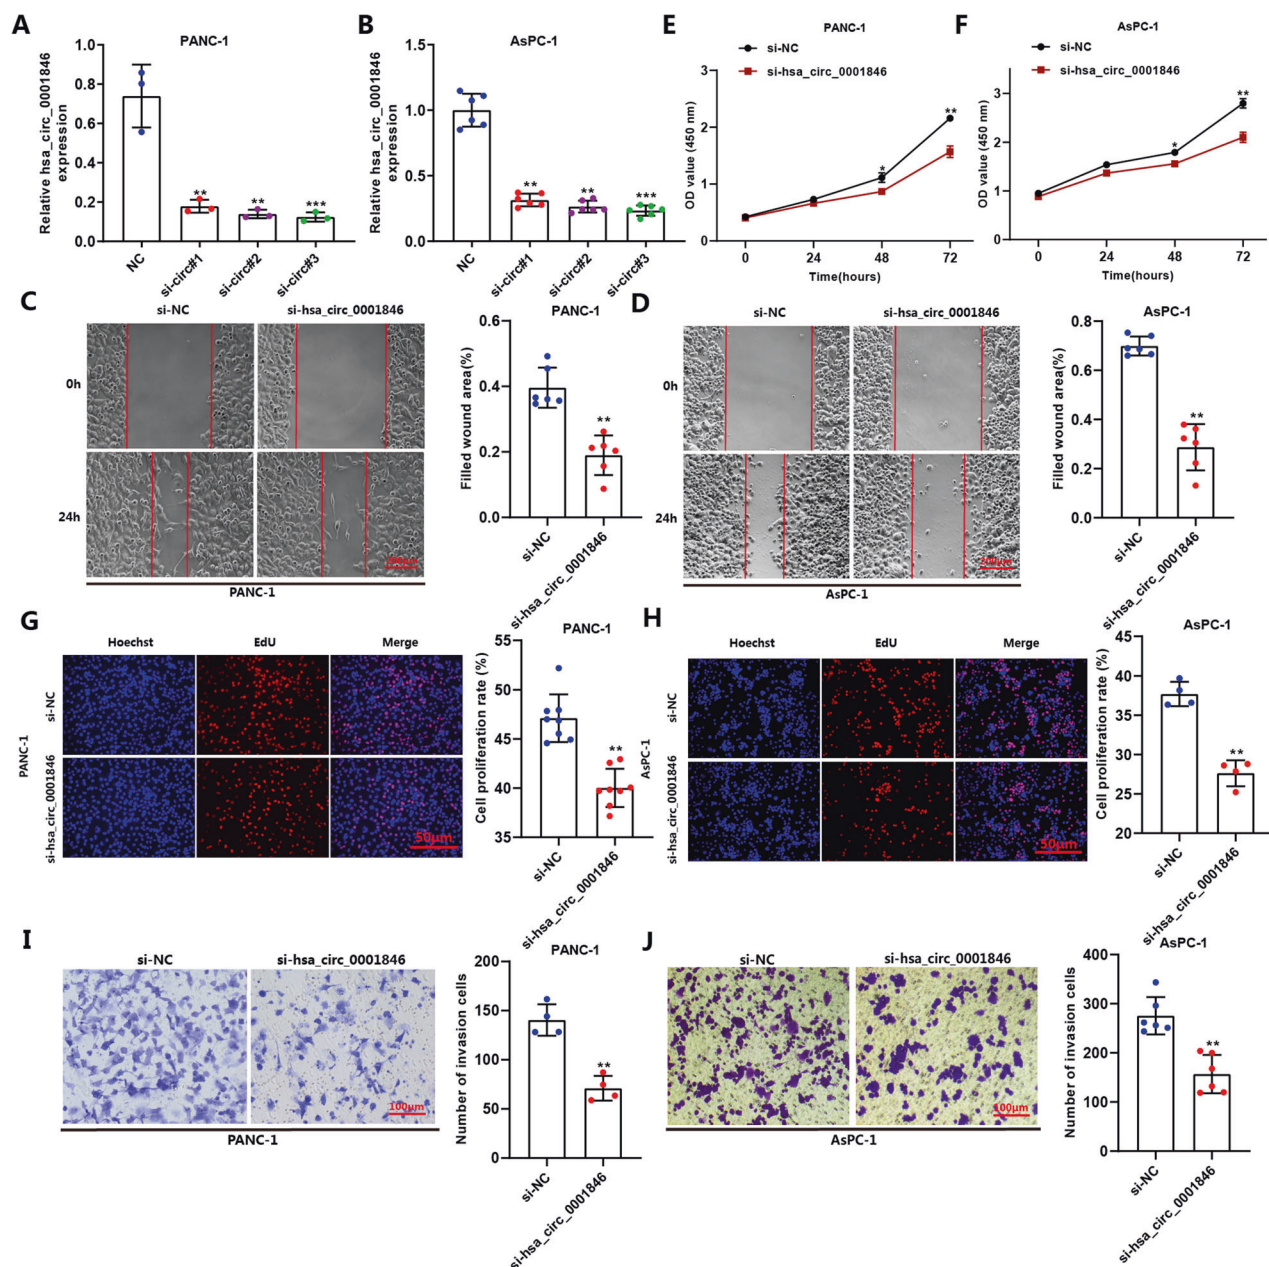 A
PANC-1
Relative hsa_circ_0001846
expression
1.0
0.8
0.6
0.4
0.2
0.0
**
**
***
NC
si-circ#1
si-circ#2
si-circ#3
B
AsPC-1
Relative hsa_circ_0001846
expression
1.5
1.0
0.5
0.0
**
**
***
NC
si-circ#1
si-circ#2
si-circ#3
E
PANC-1
si-NC
si-hsa_circ_0001846
OD value (450 nm)
3
2
1
0
*
**
0
24
48
72
Time(hours)
F
AsPC-1
si-NC
si-hsa_circ_0001846
OD value (450 nm)
3
2
1
0
*
**
0
24
48
72
Time(hours)
C
si-NC
si-hsa_circ_0001846
0h
24h
200μm
PANC-1
PANC-1
Filled wound area(%)
0.6
0.4
0.2
0.0
**
si-NC
si-hsa_circ_0001846
D
si-NC
si-hsa_circ_0001846
0h
24h
200μm
AsPC-1
AsPC-1
Filled wound area(%)
0.8
0.6
0.4
0.2
0.0
**
si-NC
si-hsa_circ_0001846
G
Hoechst
EdU
Merge
PANC-1
si-NC
si-hsa_circ_0001846
50μm
PANC-1
Cell proliferation rate (%)
55
50
45
40
35
**
si-NC
si-hsa_circ_0001846
H
Hoechst
EdU
Merge
AsPC-1
si-NC
si-hsa_circ_0001846
50μm
AsPC-1
Cell proliferation rate (%)
45
40
35
30
25
20
**
si-NC
si-hsa_circ_0001846
I
si-NC
si-hsa_circ_0001846
100μm
PANC-1
PANC-1
Number of invasion cells
200
150
100
50
0
**
si-NC
si-hsa_circ_0001846
J
si-NC
si-hsa_circ_0001846
100μm
AsPC-1
AsPC-1
Number of invasion cells
400
300
200
100
0
**
si-NC
si-hsa_circ_0001846